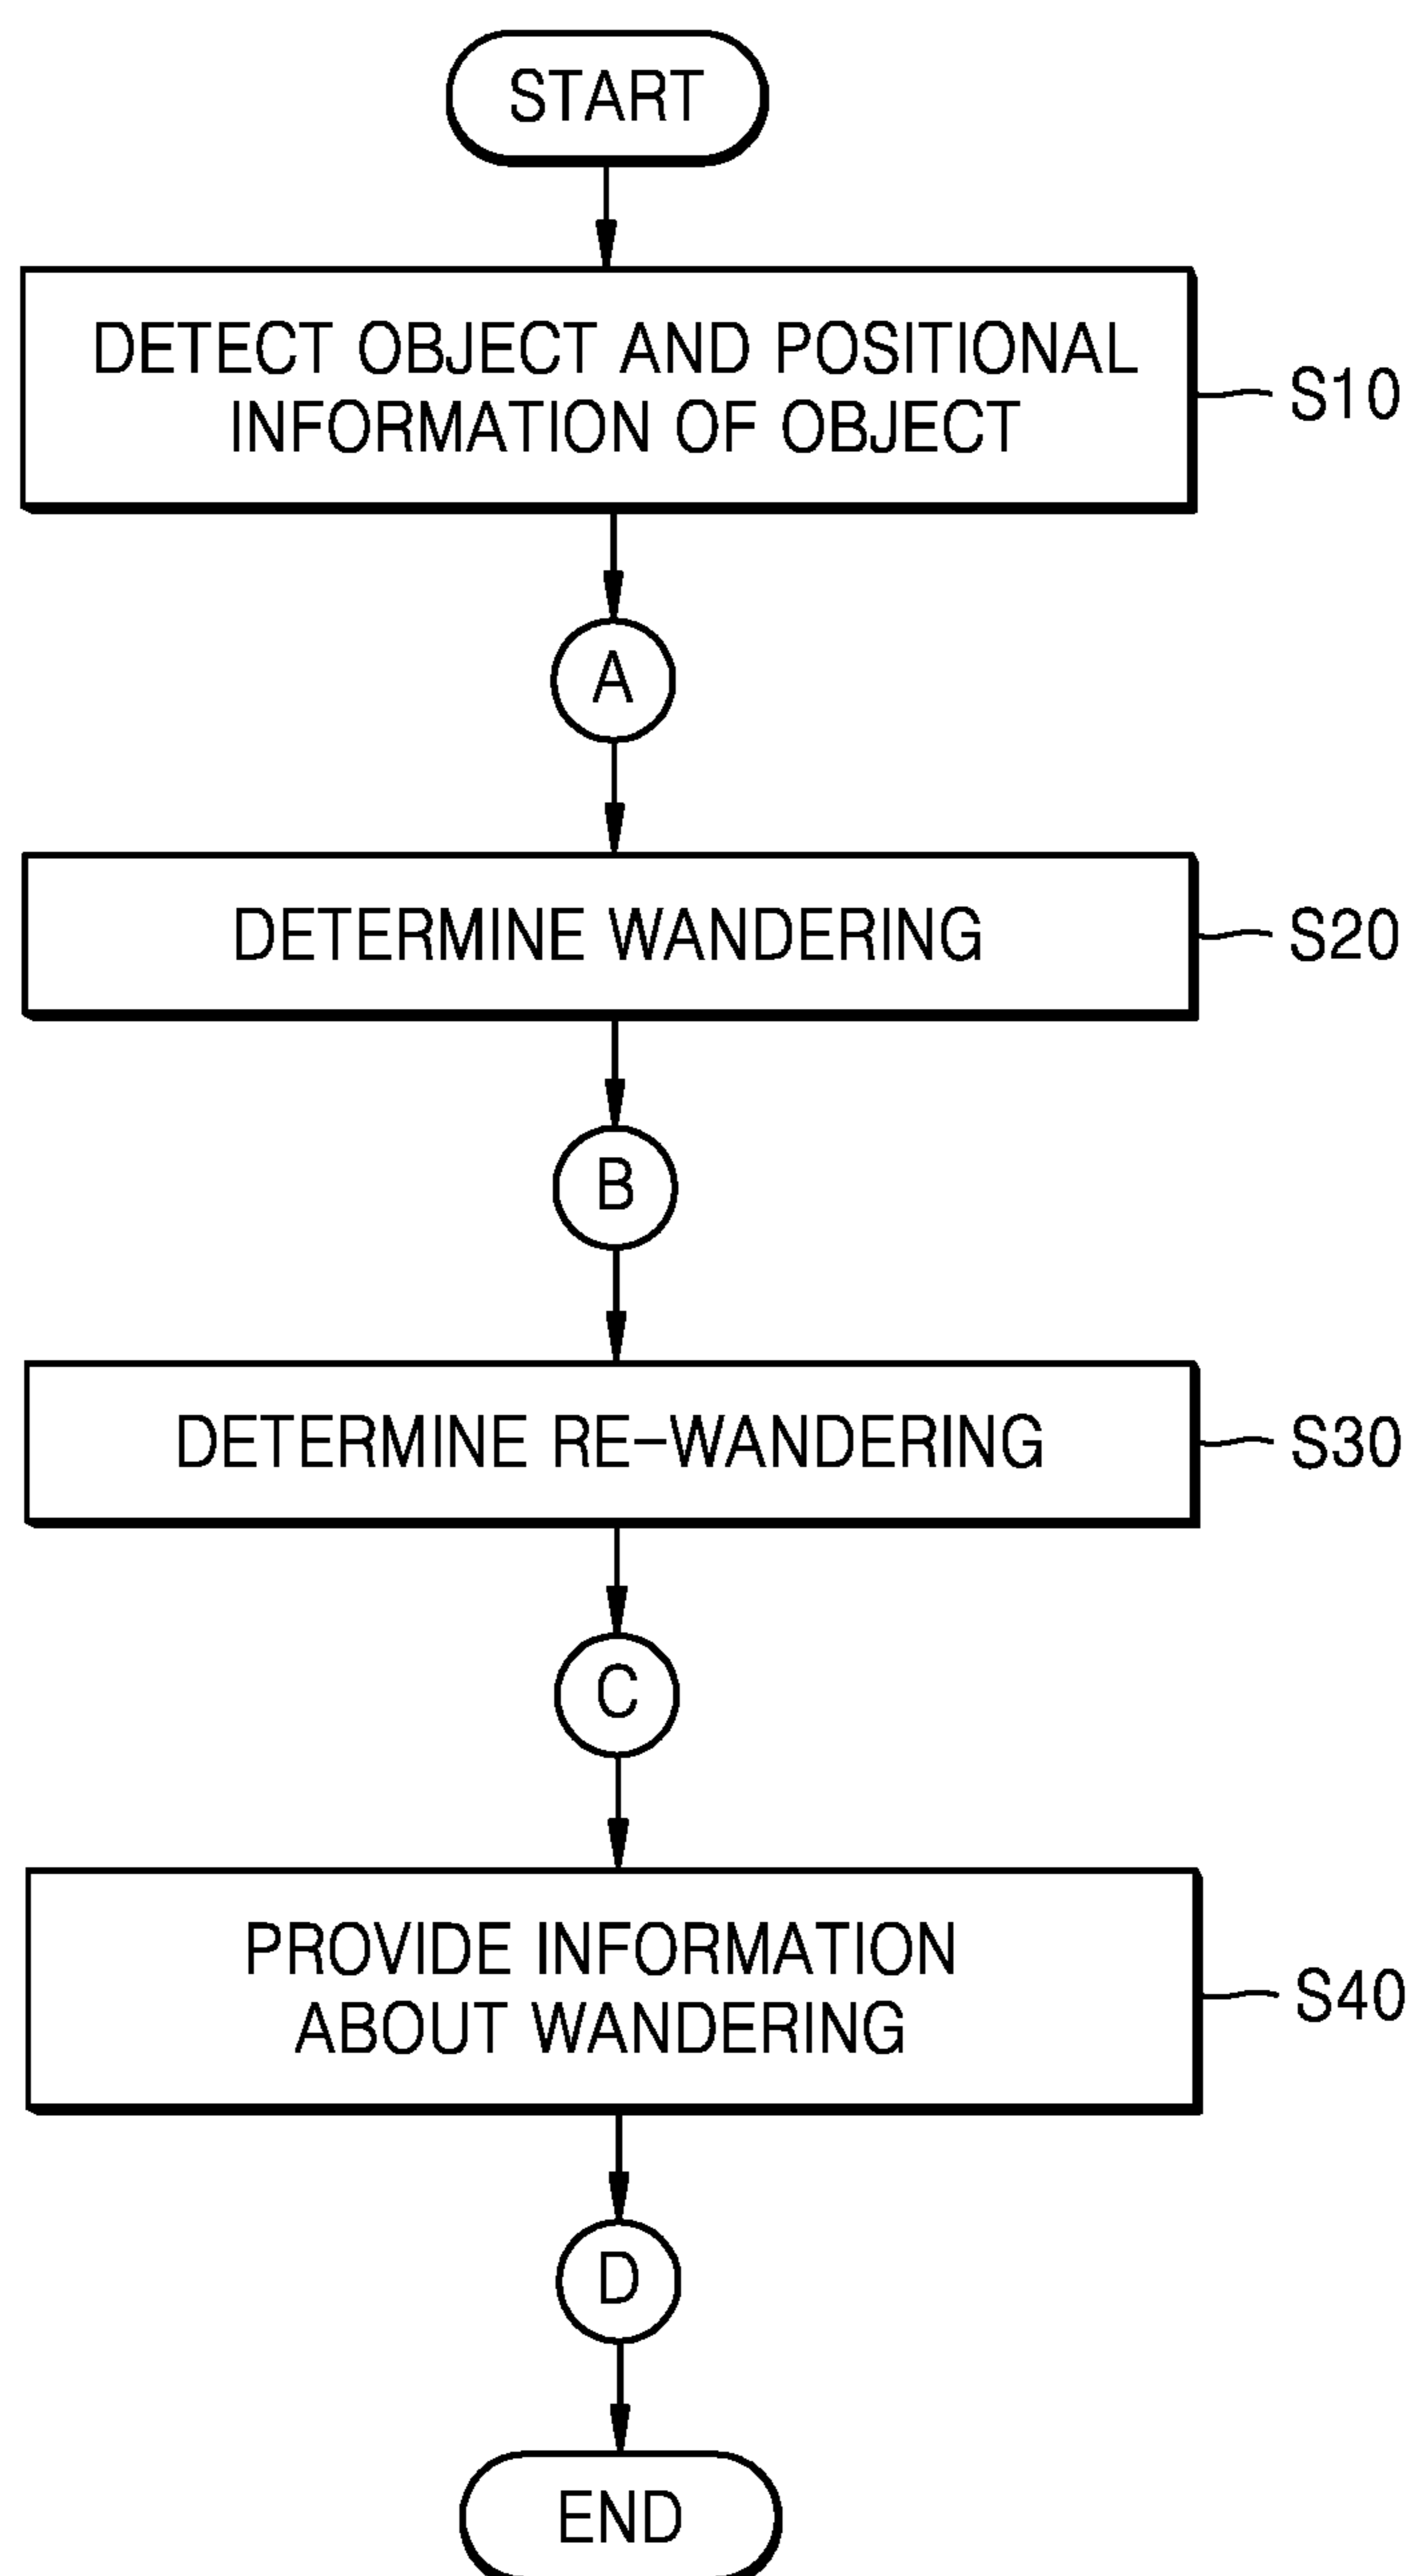 START
DETECT OBJECT AND POSITIONAL
INFORMATION OF OBJECT
S10
A
DETERMINE WANDERING
S20
B
DETERMINE RE-WANDERING
S30
C
PROVIDE INFORMATION
ABOUT WANDERING
S40
D
END